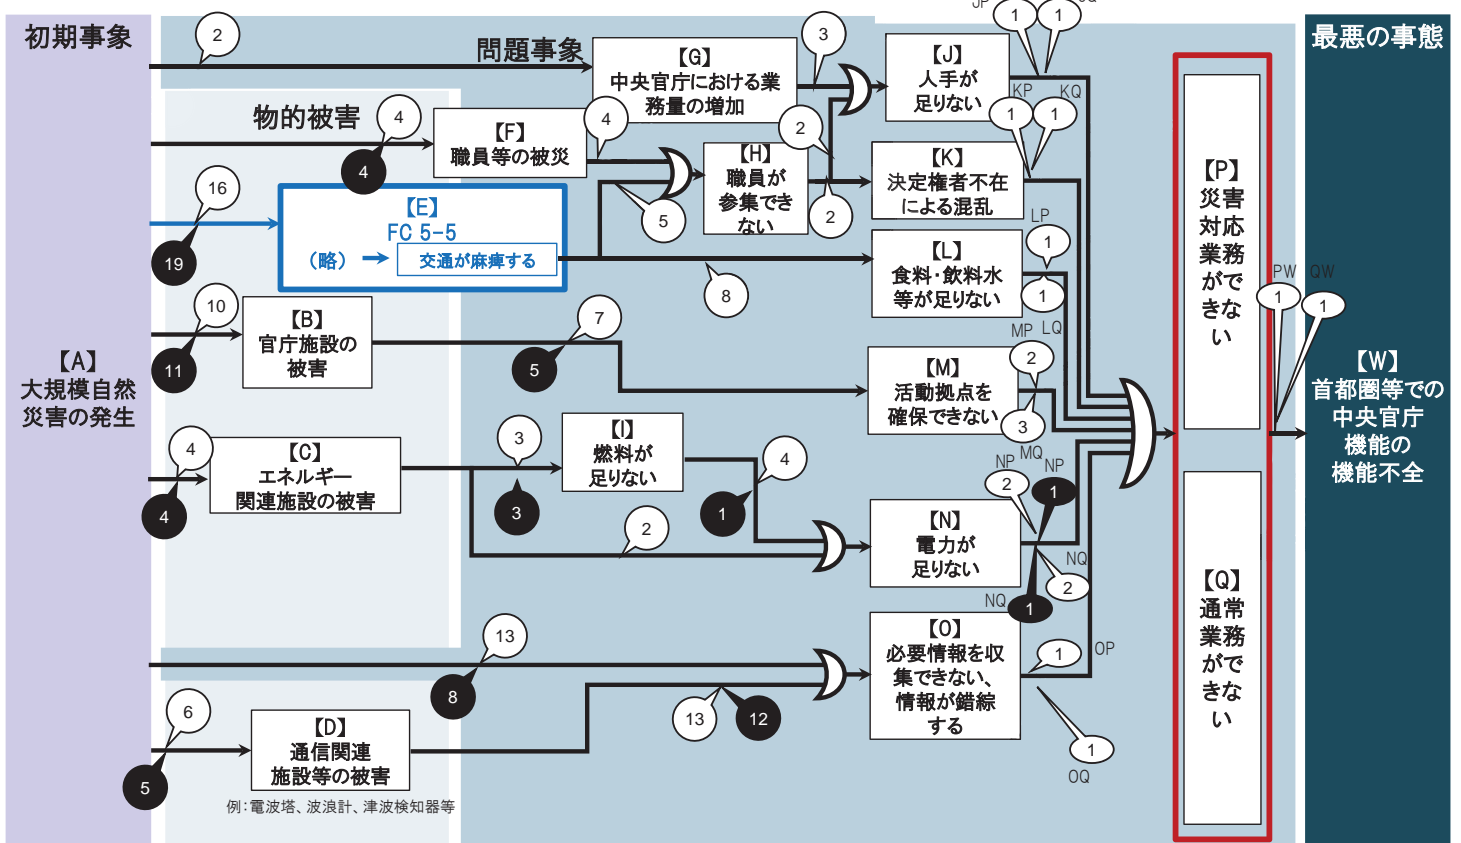 初期事象
問題事象
最悪の事態
物的被害
【A】
大規模自然
災害の発生
2
【G】
中央官庁における業
務量の増加
3
4
4
【F】
職員等の被災
4
16
19
【E】
FC 5-5
(略)
交通が麻痺する
5
8
【H】
職員が
参集でき
ない
2
2
10
11
【B】
官庁施設の
被害
7
5
4
4
【C】
エネルギー
関連施設の被害
3
3
【I】
燃料が
足りない
4
1
2
13
8
6
5
【D】
通信関連
施設等の被害
例：電波塔、波浪計、津波検知器等
13
12
【J】
人手が
足りない
JP
1
1
【K】
決定権者不在
による混乱
KP
KQ
1
1
【L】
食料・飲料水
等が足りない
LP
1
1
LQ
【M】
活動拠点を
確保できない
MP
2
3
MQ
【N】
電力が
足りない
NP
2
NP
1
NQ
2
NQ
1
【O】
必要情報を収
集できない、
情報が錯綜
する
1
OP
1
OQ
【P】
災害
対応
業務
がで
きな
い
【Q】
通常
業務
がで
きな
い
PW
QW
1
1
【W】
首都圏等での
中央官庁
機能の
機能不全